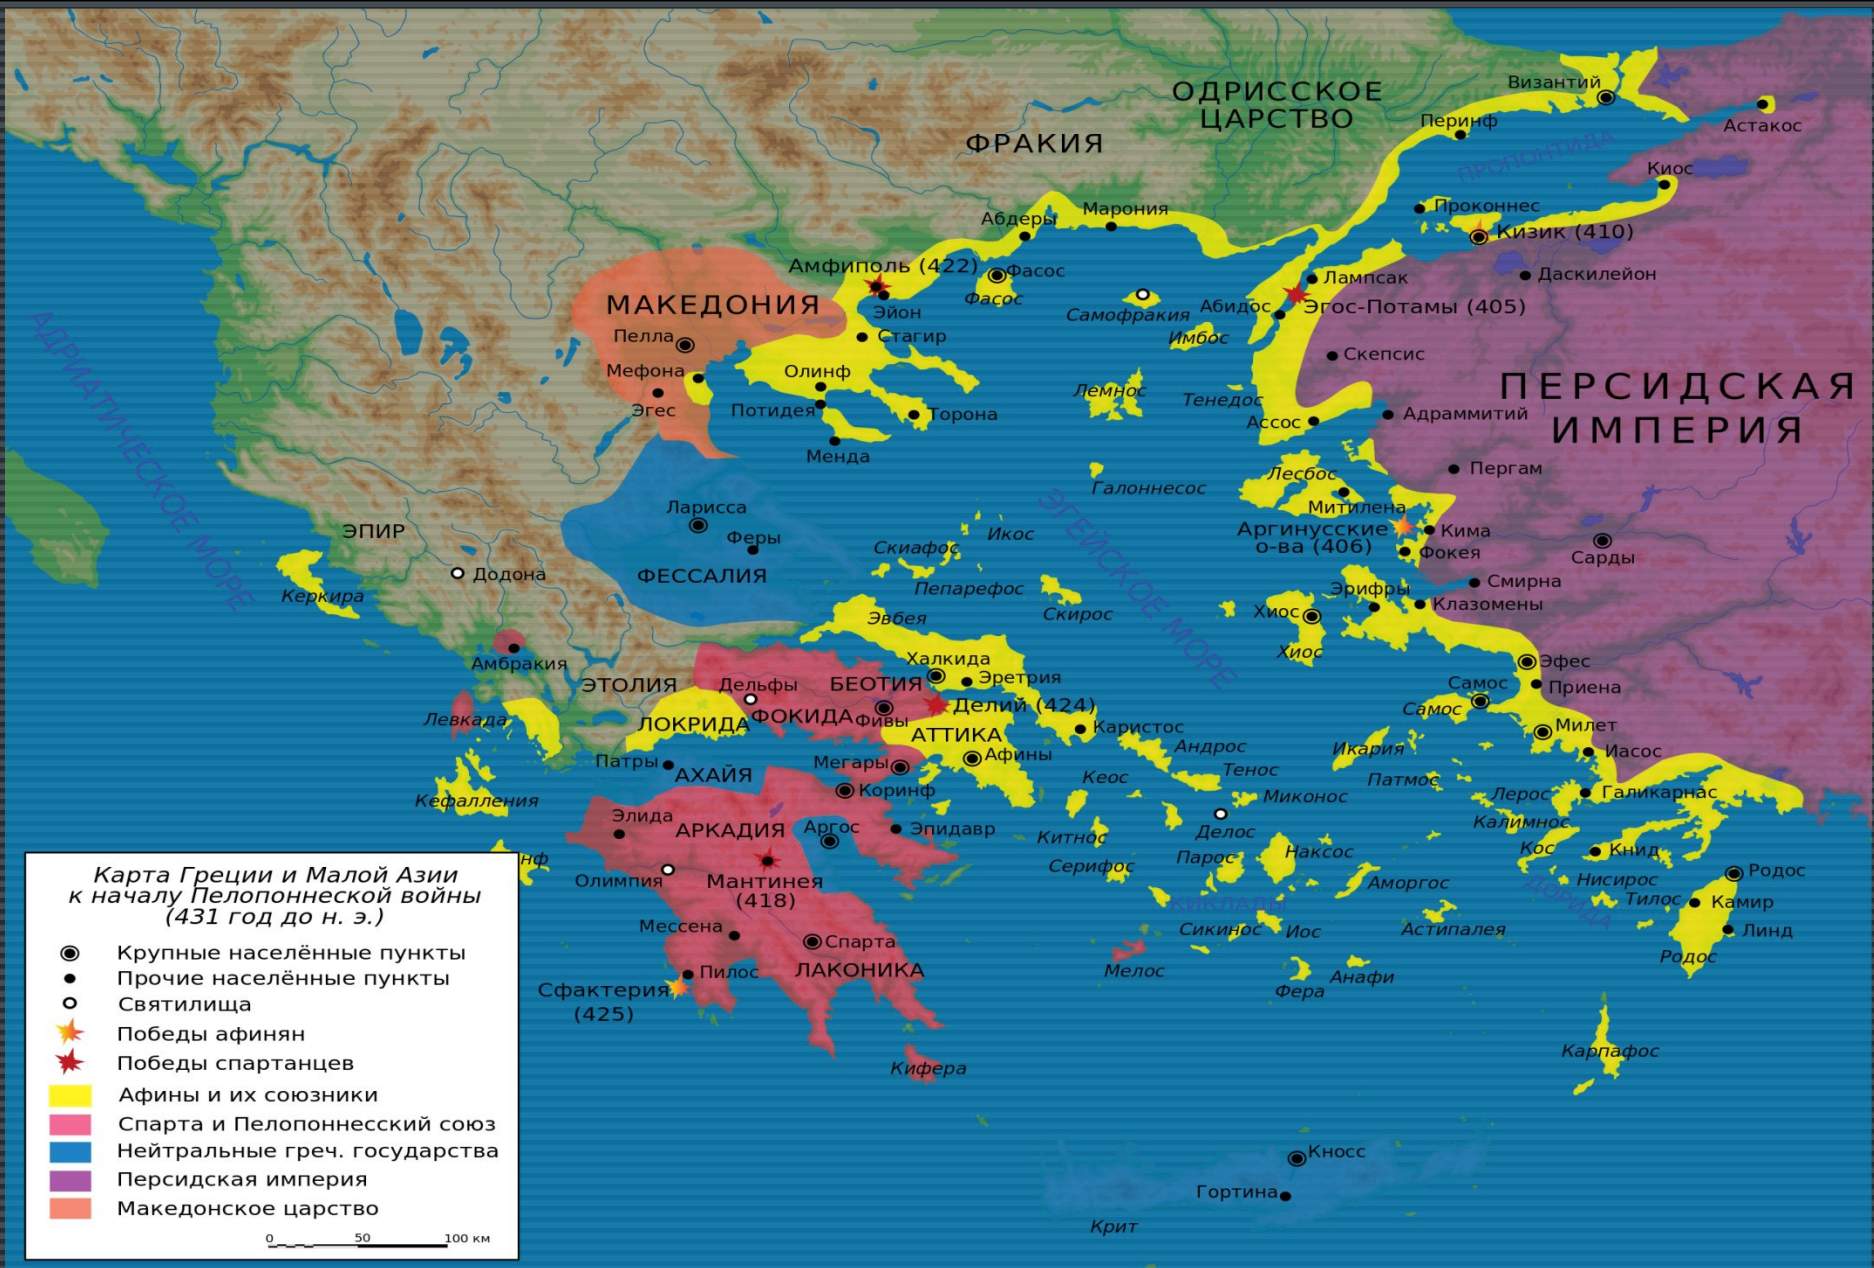 ОДРИССКОЕ
ЦАРСТВО
Византий
Перинф
Астакос
ФРАКИЯ
ПРОПОНТИДА
Киос
Абдеры
Марония
Проконнес
Кизик (410)
Амфиполь (422)
Фасос
Фасос
Лампсак
Даскилейон
МАКЕДОНИЯ
Эйон
Самофракия
Абидос
Эгос-Потамы (405)
Пелла
Стагир
Имбос
Скепсис
Мефона
Олинф
ПЕРСИДСКАЯ
ИМПЕРИЯ
Эгес
Потидея
Торона
Лемнос
Тенедос
Ассос
Адраммитий
Менда
АДРИАТИЧЕСКОЕ МОРЕ
Пергам
Галоннесос
Лесбос
Митилена
ЭГЕЙСКОЕ МОРЕ
Ларисса
Феры
ЭПИР
Икос
Аргинусские
о-ва (406)
Кима
Фокея
Сарды
Скиафос
ФЕССАЛИЯ
Додона
Пепарефос
Керкира
Скирос
Эрифры
Смирна
Клазомены
Эвбея
Хиос
Хиос
Амбракия
Халкида
Эретрия
Эфес
ЭТОЛИЯ
Дельфы
БЕОТИЯ
Самос
Приена
Левкада
ЛОКРИДА
ФОКИДА
Фивы
Делий (424)
Самос
АТТИКА
Каристос
Милет
Андрос
Икария
Иасос
Патры
АХАЙЯ
Мегары
Афины
Кеос
Тенос
Патмос
Кефалления
Коринф
Миконос
Лерос
Галикарнас
Элида
АРКАДИЯ
Аргос
Эпидавр
Китнос
Делос
Калимнос
нф
Олимпия
Мантинея
(418)
Серифос
Парос
Наксос
Кос
Книд
Аморгос
Нисирос
Родос
Тилос
Камир
КИКЛАДЫ
ДОРИДА
Мессена
Спарта
Сикинос
Иос
Астипалея
Линд
Родос
Пилос
ЛАКОНИКА
Мелос
Анафи
Фера
Сфактерия
(425)
Кифера
Карпафос
Кносс
Гортина
Крит
Карта Греции и Малой Азии
к началу Пелопоннеской войны
(431 год до н. э.)
Крупные населённые пункты
Прочие населённые пункты
Святилища
Победы афинян
Победы спартанцев
Афины и их союзники
Спарта и Пелопоннесский союз
Нейтральные греч. государства
Персидская империя
Македонское царство
0 50 100 км